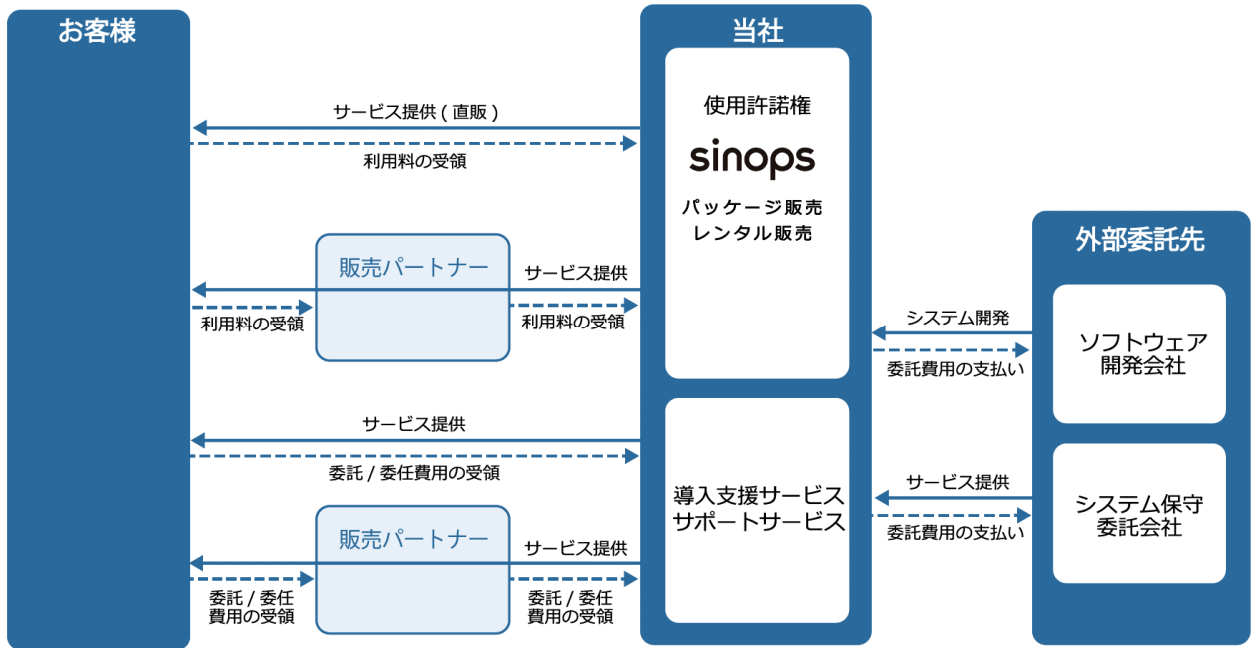 お客様
当社
使用許諾権
sinops
パッケージ販売
レンタル販売
サービス提供 ( 直販 )
利用料の受領
販売パートナー
サービス提供
利用料の受領
利用料の受領
外部委託先
システム開発
委託費用の支払い
ソフトウェア
開発会社
サービス提供
委託 / 委任費用の受領
導入支援サービス
サポートサービス
サービス提供
委託費用の支払い
システム保守
委託会社
販売パートナー
サービス提供
委託 / 委任
費用の受領
委託 / 委任
費用の受領